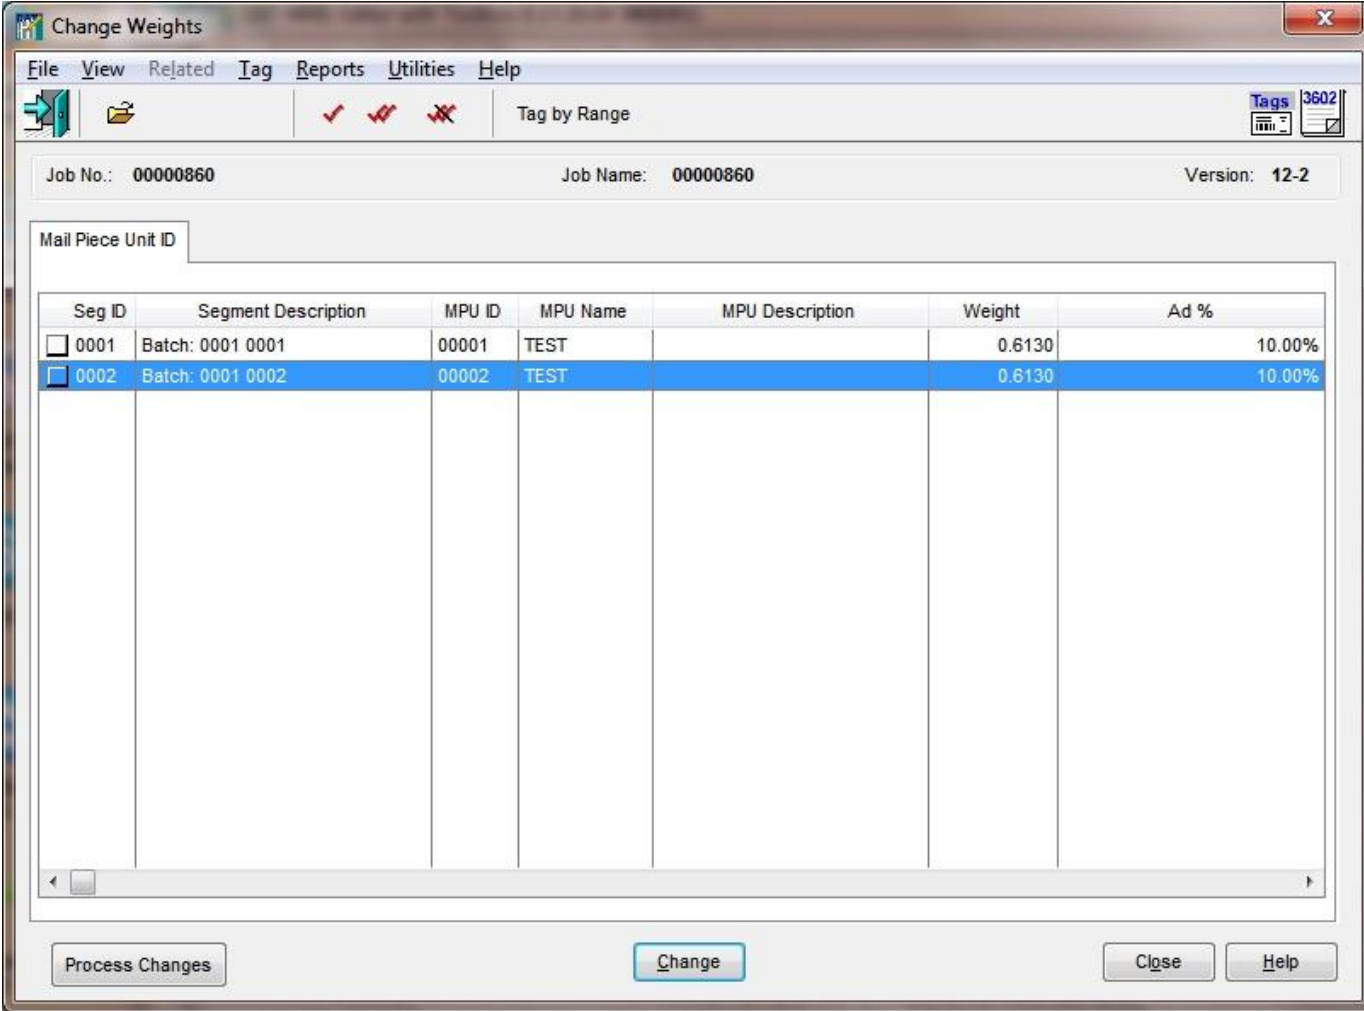 Change Weights
File View Related Tag Reports Utilities Help
Tag by Range Tags 3602
Job No.: 00000860 Job Name: 00000860 Version: 12-2
Mail Piece Unit ID
Seg ID Segment Description MPU ID MPU Name MPU Description Weight Ad %
0001 Batch: 0001 0001 00001 TEST 0.6130 10.00%
0002 Batch: 0001 0002 00002 TEST 0.6130 10.00%
Process Changes Change Close Help